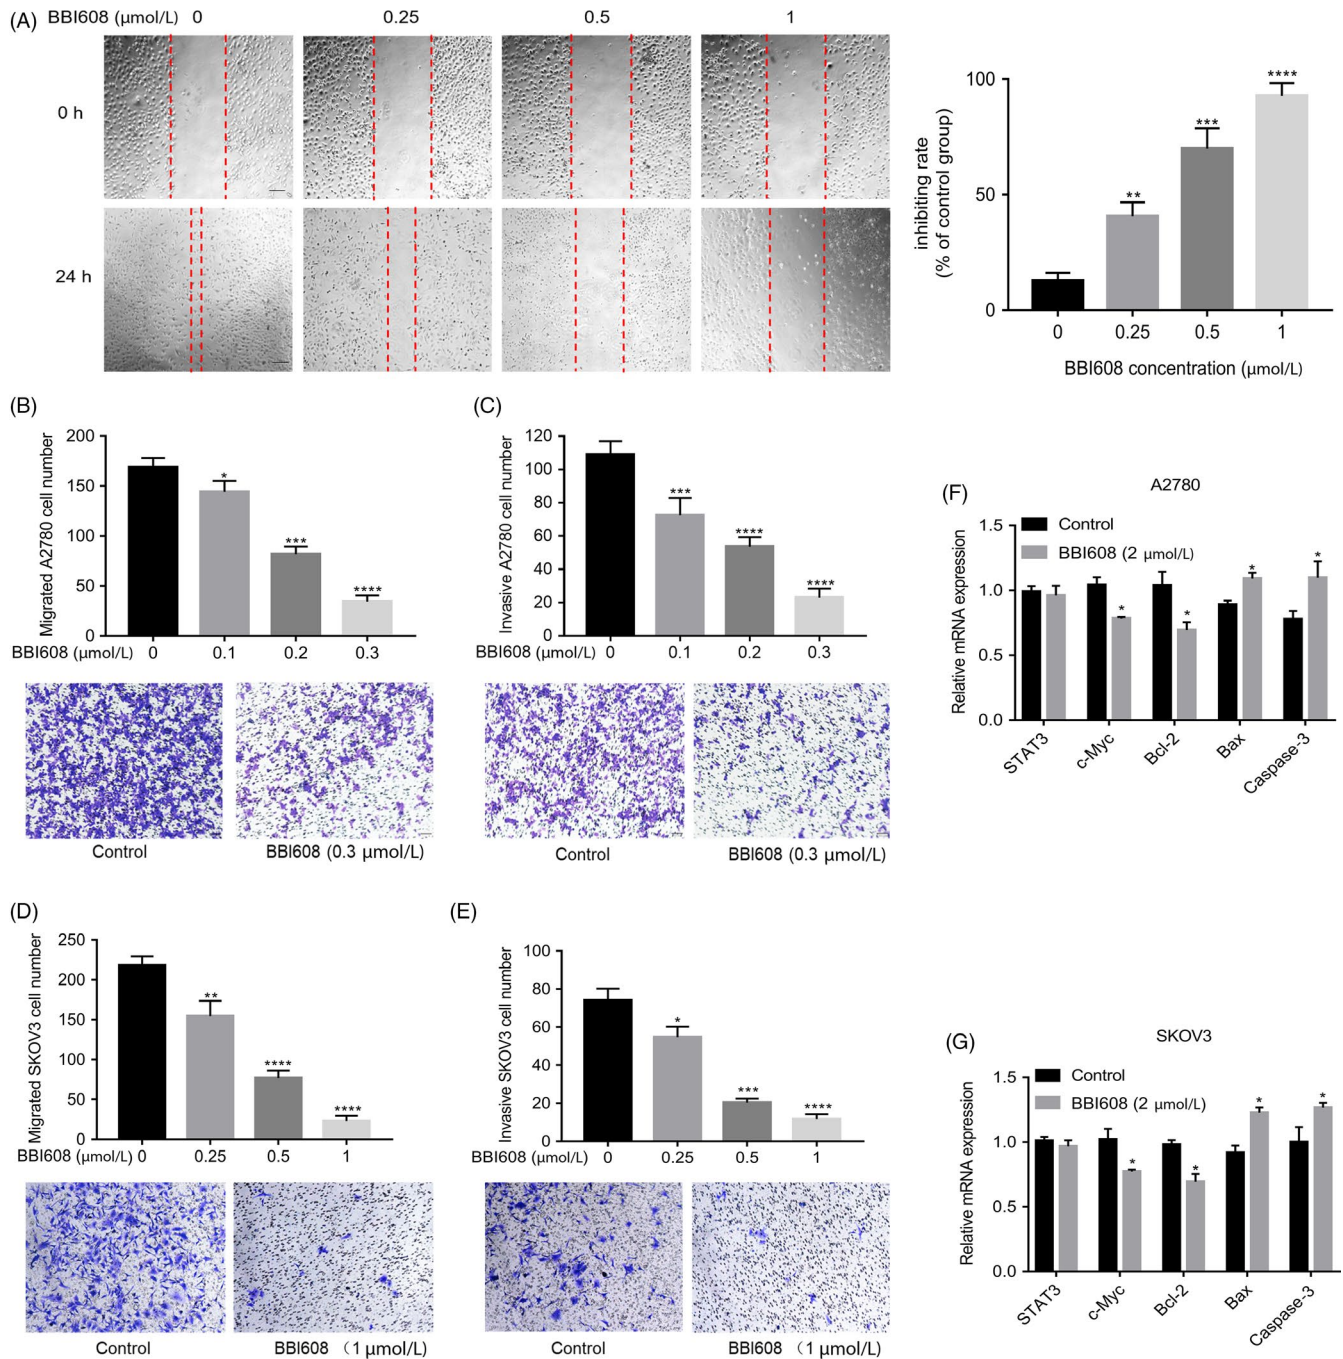 (A)
BBI608 (µmol/L) 0 0.25 0.5 1
0 h
24 h
inhibiting rate
(% of control group)
100
50
0
**
***
****
0 0.25 0.5 1
BBI608 concentration (µmol/L)
(B)
Migrated A2780 cell number
200
150
100
50
0
*
***
****
BBI608 (µmol/L) 0 0.1 0.2 0.3
Control BBI608 (0.3 µmol/L)
(C)
Invasive A2780 cell number
120
100
80
60
40
20
0
***
****
****
BBI608 (µmol/L) 0 0.1 0.2 0.3
Control BBI608 (0.3 µmol/L)
(D)
Migrated SKOV3 cell number
250
200
150
100
50
0
**
****
****
BBI608 (µmol/L) 0 0.25 0.5 1
Control BBI608 (1 µmol/L)
(E)
Invasive SKOV3 cell number
100
80
60
40
20
0
*
***
****
BBI608 (µmol/L) 0 0.25 0.5 1
Control BBI608 (1 µmol/L)
(F)
A2780
Relative mRNA expression
1.5
1.0
0.5
0.0
Control
BBI608 (2 µmol/L)
* * * *
STAT3 c-Myc Bcl-2 Bax Caspase-3
(G)
SKOV3
Relative mRNA expression
1.5
1.0
0.5
0.0
Control
BBI608 (2 µmol/L)
* * * *
STAT3 c-Myc Bcl-2 Bax Caspase-3